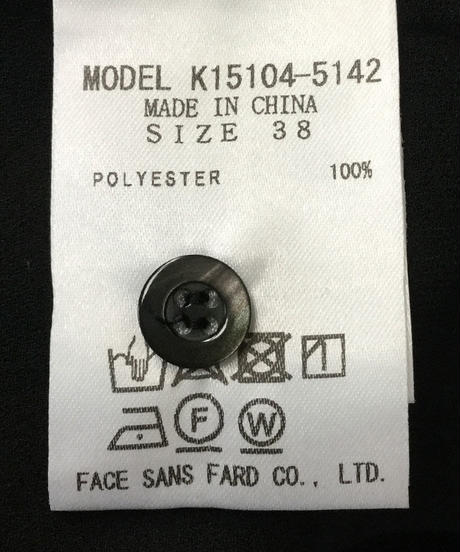 MODEL K15104-5142
MADE IN CHINA
SIZE 38
POLYESTER 100%
F W
FACE SANS FARD CO., LTD.